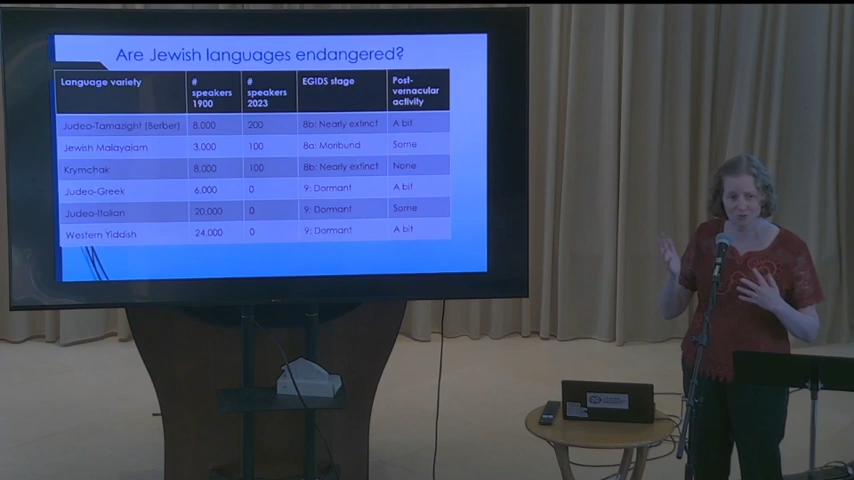 Are Jewish languages endangered?
Language variety # speakers 1900 # speakers 2023 EGIDS stage Post-vernacular activity
Judeo-Tamazight (Berber) 8,000 200 8b: Nearly extinct A bit
Jewish Malayalam 3,000 100 8a: Moribund Some
Krymchak 8,000 100 8b: Nearly extinct None
Judeo-Greek 6,000 0 9: Dormant A bit
Judeo-Italian 20,000 0 9: Dormant Some
Western Yiddish 24,000 0 9: Dormant A bit